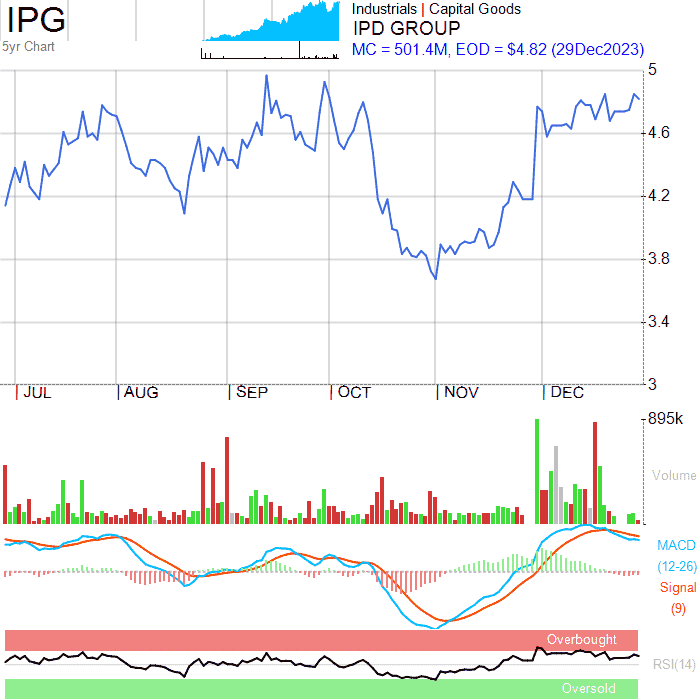 IPG
5yr Chart
Industrials | Capital Goods
IPD GROUP
MC = 501.4M, EOD = $4.82 (29Dec2023)
5
4.6
4.2
3.8
3.4
3
JUL AUG SEP OCT NOV DEC
895k
Volume
MACD
(12-26)
Signal
(9)
Overbought
RSI(14)
Oversold